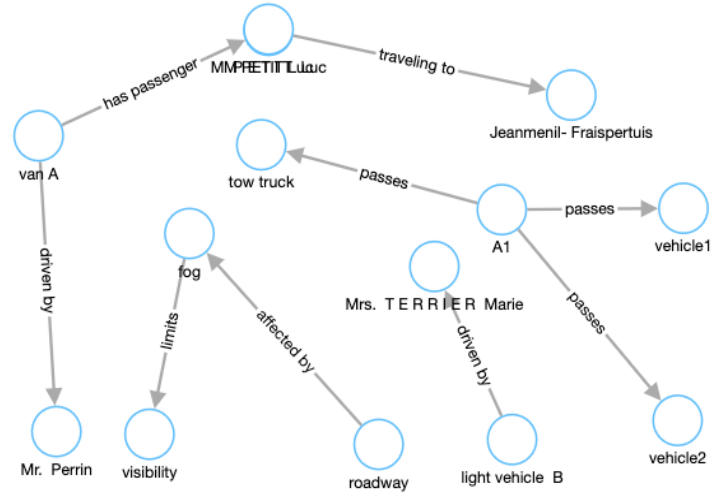 has passenger
traveling to
Jeanmenil- Fraispertuis
van A
tow truck
passes
passes
vehicle1
A1
fog
driven by
Mrs. T E R R I E R Marie
passes
limits
affected by
driven by
Mr. Perrin
visibility
roadway
light vehicle B
vehicle2